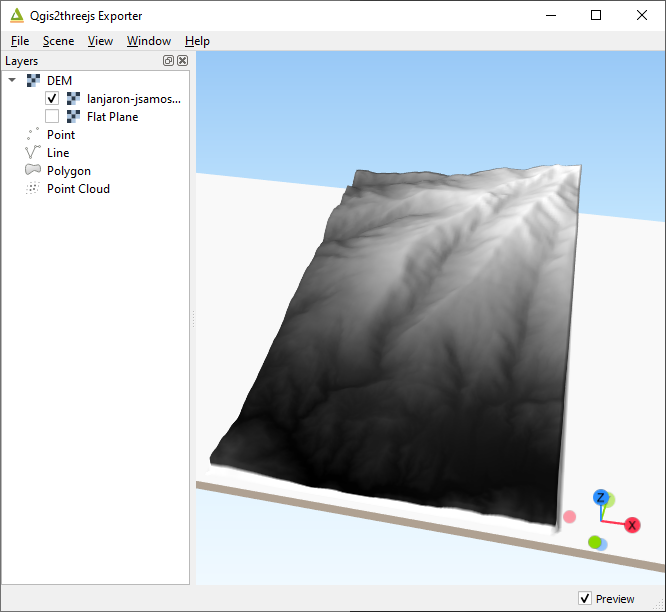 Qgis2threejs Exporter
File Scene View Window Help
Layers
DEM
lanjaron-jsamos...
Flat Plane
Point
Line
Polygon
Point Cloud
Z
X
Preview